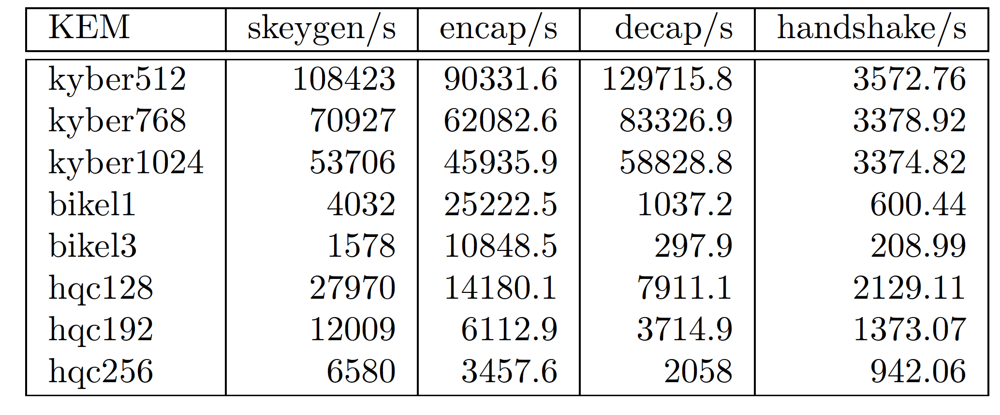 KEM skeygen/s encap/s decap/s handshake/s
kyber512 108423 90331.6 129715.8 3572.76
kyber768 70927 62082.6 83326.9 3378.92
kyber1024 53706 45935.9 58828.8 3374.82
bikel1 4032 25222.5 1037.2 600.44
bikel3 1578 10848.5 297.9 208.99
hqc128 27970 14180.1 7911.1 2129.11
hqc192 12009 6112.9 3714.9 1373.07
hqc256 6580 3457.6 2058 942.06